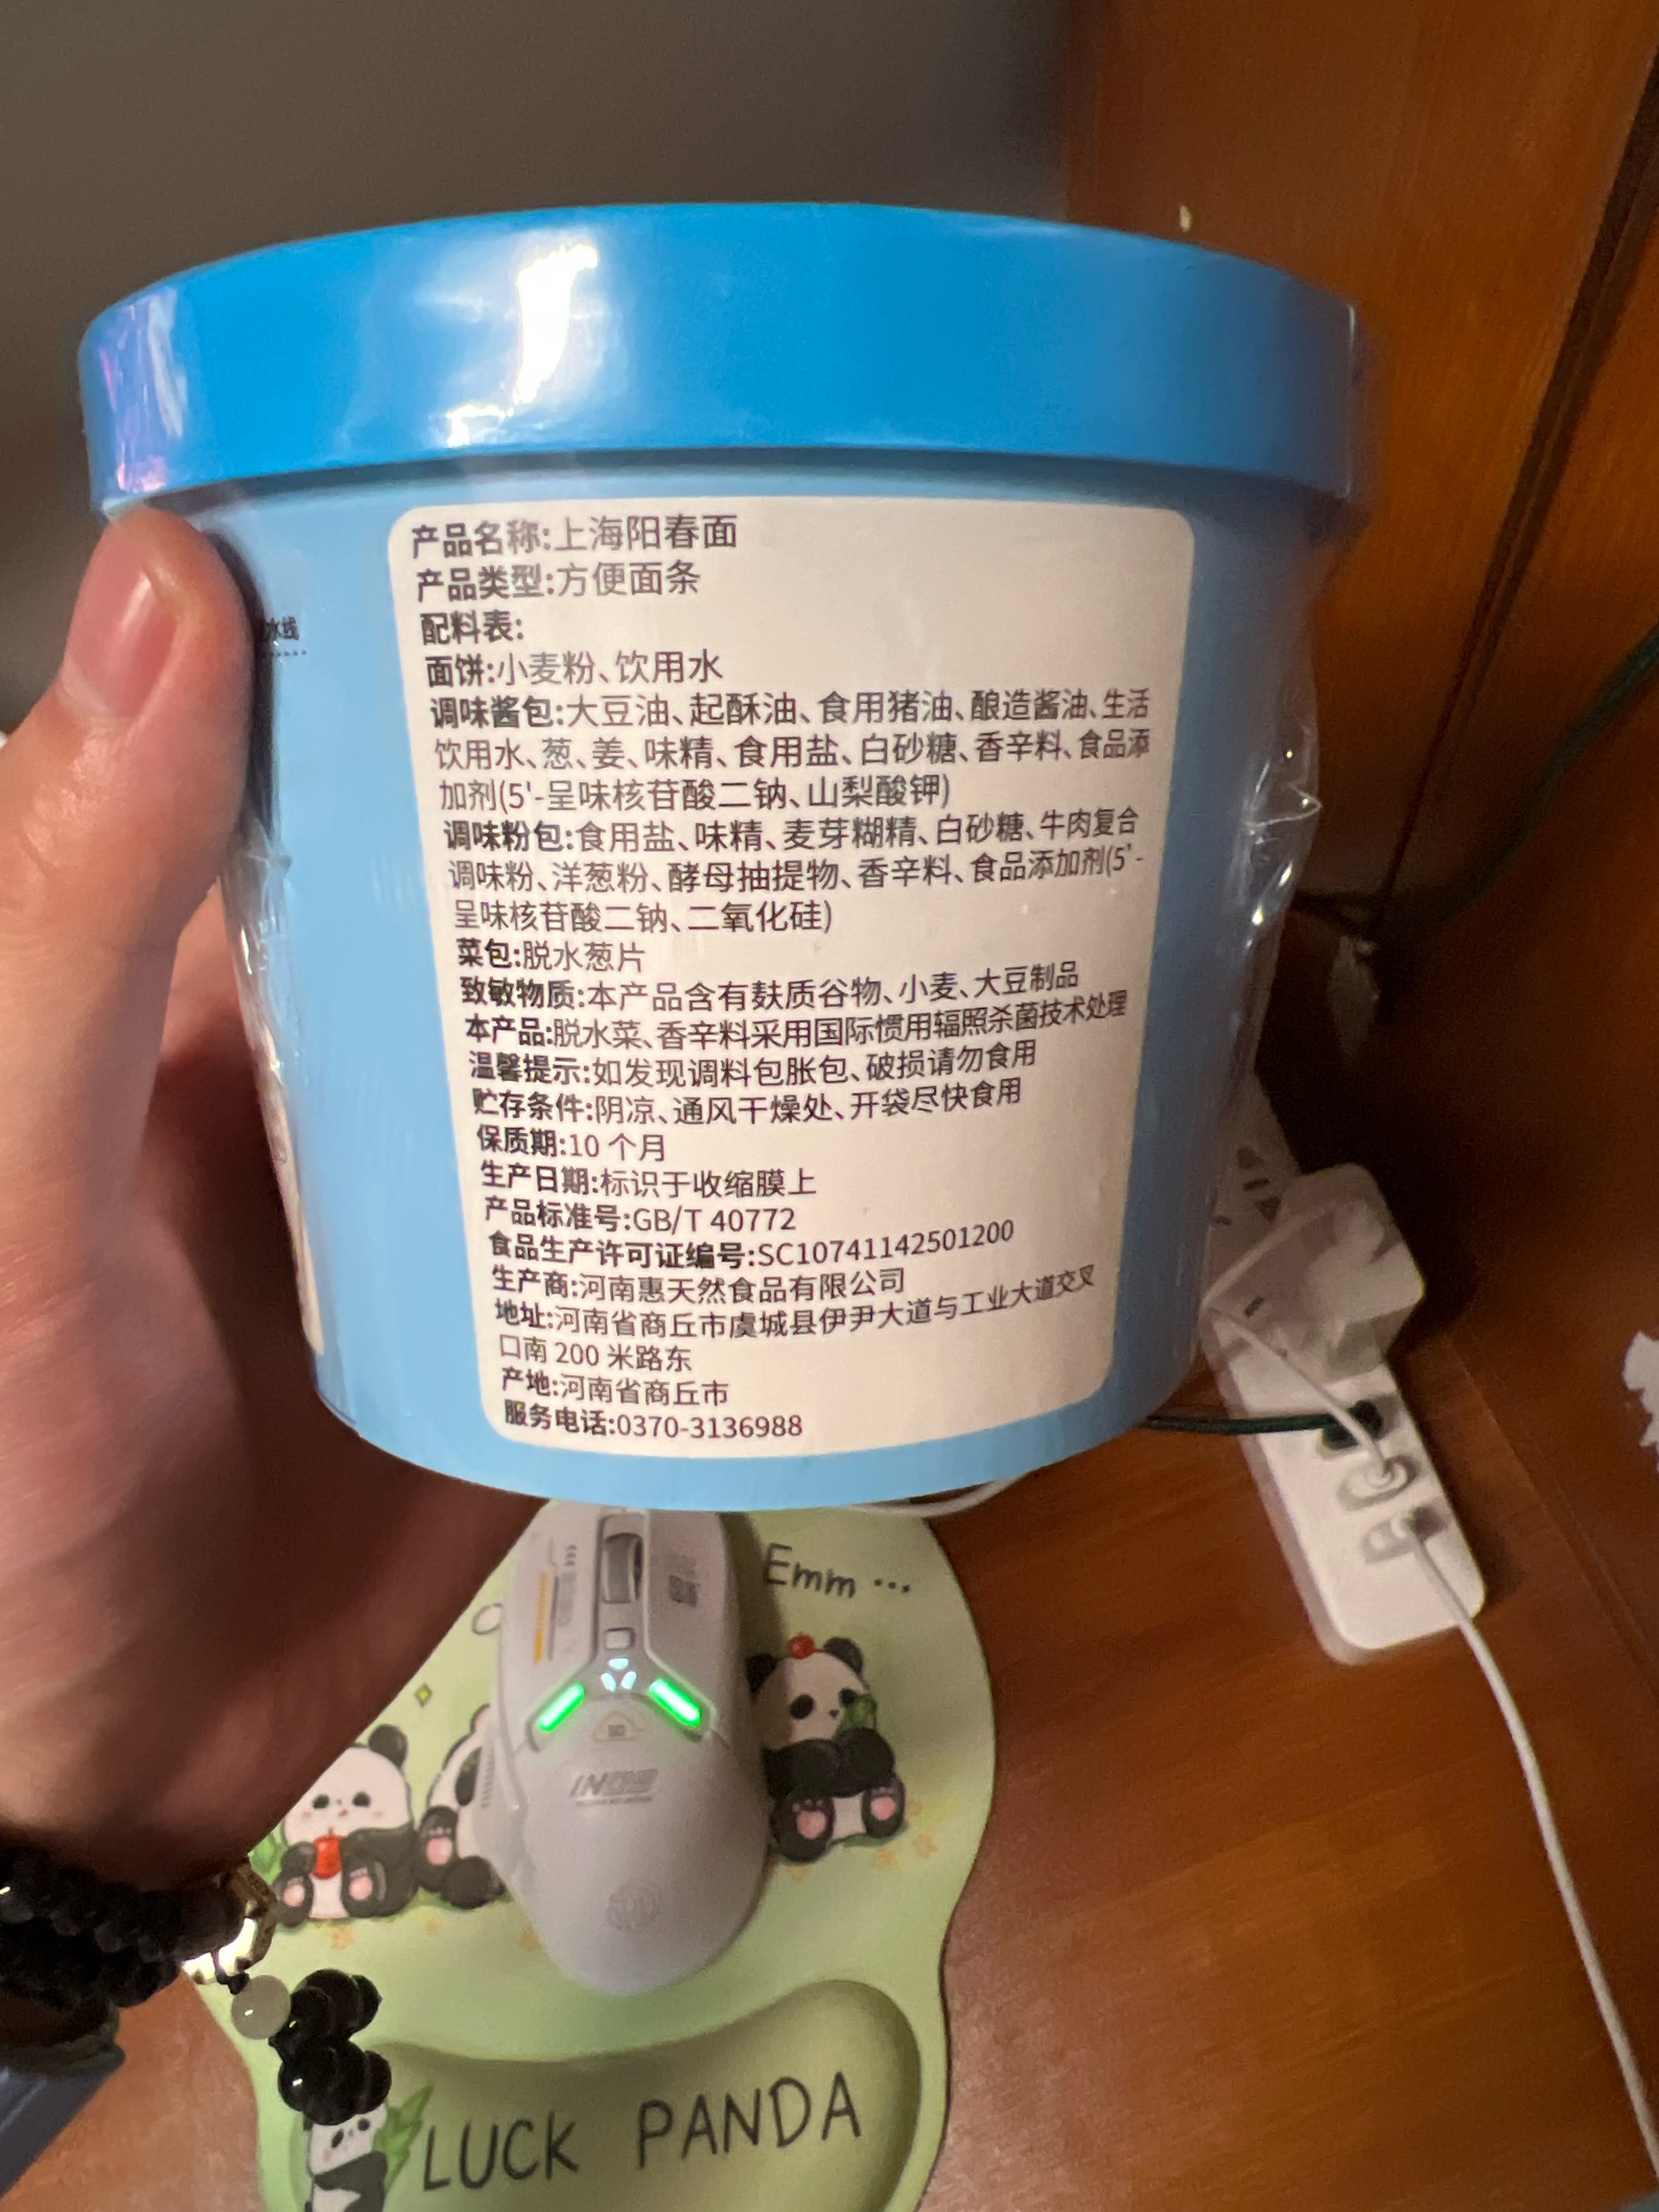 产品名称:上海阳春面
产品类型:方便面条
配料表:
面饼:小麦粉、饮用水
调味酱包:大豆油、起酥油、食用猪油、酿造酱油、生活
饮用水、葱、姜、味精、食用盐、白砂糖、香辛料、食品添
加剂(5'-呈味核苷酸二钠、山梨酸钾)
调味粉包:食用盐、味精、麦芽糊精、白砂糖、牛肉复合
调味粉、洋葱粉、酵母抽提物、香辛料、食品添加剂(5'-
呈味核苷酸二钠、二氧化硅)
菜包:脱水葱片
致敏物质:本产品含有麸质谷物、小麦、大豆制品
本产品:脱水菜、香辛料采用国际惯用辐照杀菌技术处理
温馨提示:如发现调料包胀包、破损请勿食用
贮存条件:阴凉、通风干燥处、开袋尽快食用
保质期:10 个月
生产日期:标识于收缩膜上
产品标准号:GB/T 40772
食品生产许可证编号:SC10741142501200
生产商:河南惠天然食品有限公司
地址:河南省商丘市虞城县伊尹大道与工业大道交叉
口南 200 米路东
产地:河南省商丘市
服务电话:0370-3136988
水线
Emm ···
LUCK PANDA